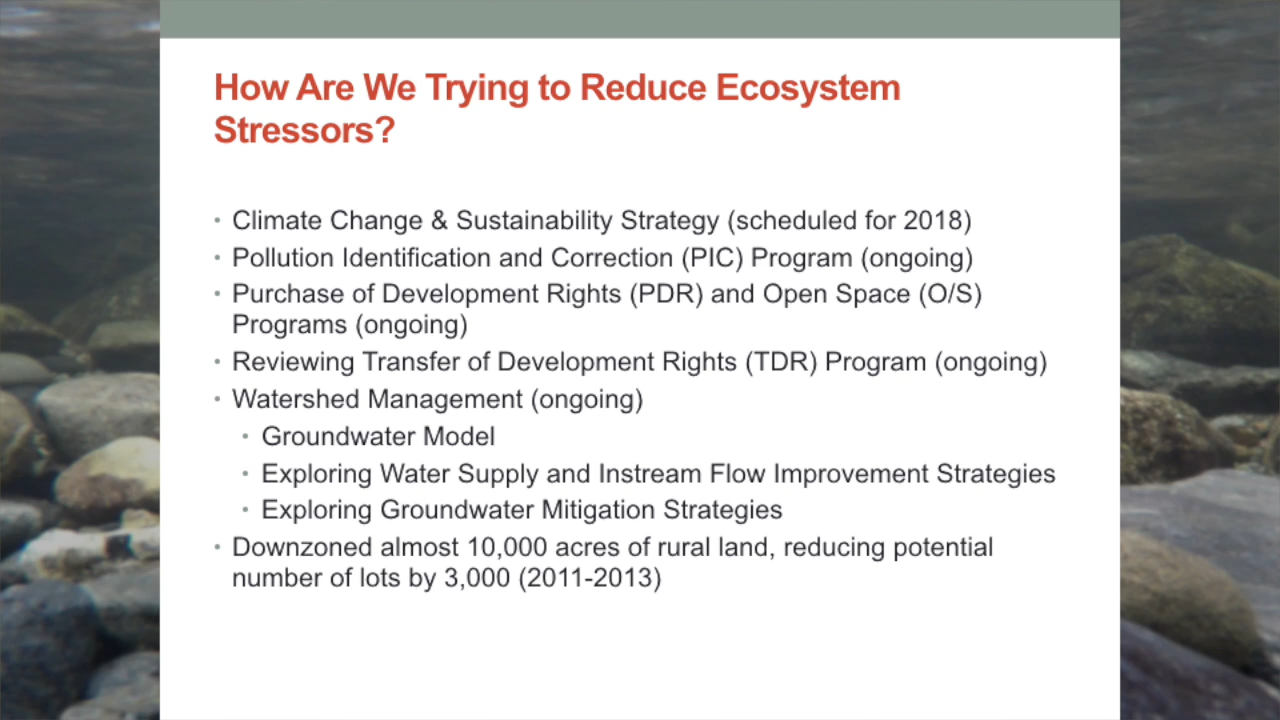 How Are We Trying to Reduce Ecosystem
Stressors?
• Climate Change & Sustainability Strategy (scheduled for 2018)
• Pollution Identification and Correction (PIC) Program (ongoing)
• Purchase of Development Rights (PDR) and Open Space (O/S)
Programs (ongoing)
• Reviewing Transfer of Development Rights (TDR) Program (ongoing)
• Watershed Management (ongoing)
• Groundwater Model
• Exploring Water Supply and Instream Flow Improvement Strategies
• Exploring Groundwater Mitigation Strategies
• Downzoned almost 10,000 acres of rural land, reducing potential
number of lots by 3,000 (2011-2013)